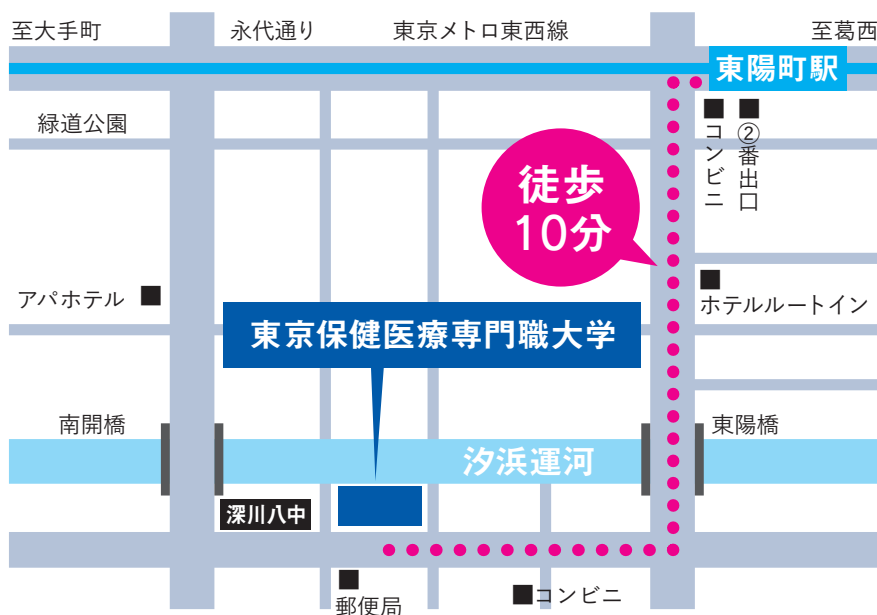 至大手町
永代通り
東京メトロ東西線
至葛西
東陽町駅
緑道公園
コンビニ
②番出口
徒歩
10分
アパホテル
ホテルルートイン
東京保健医療専門職大学
南開橋
東陽橋
汐浜運河
深川八中
郵便局
コンビニ